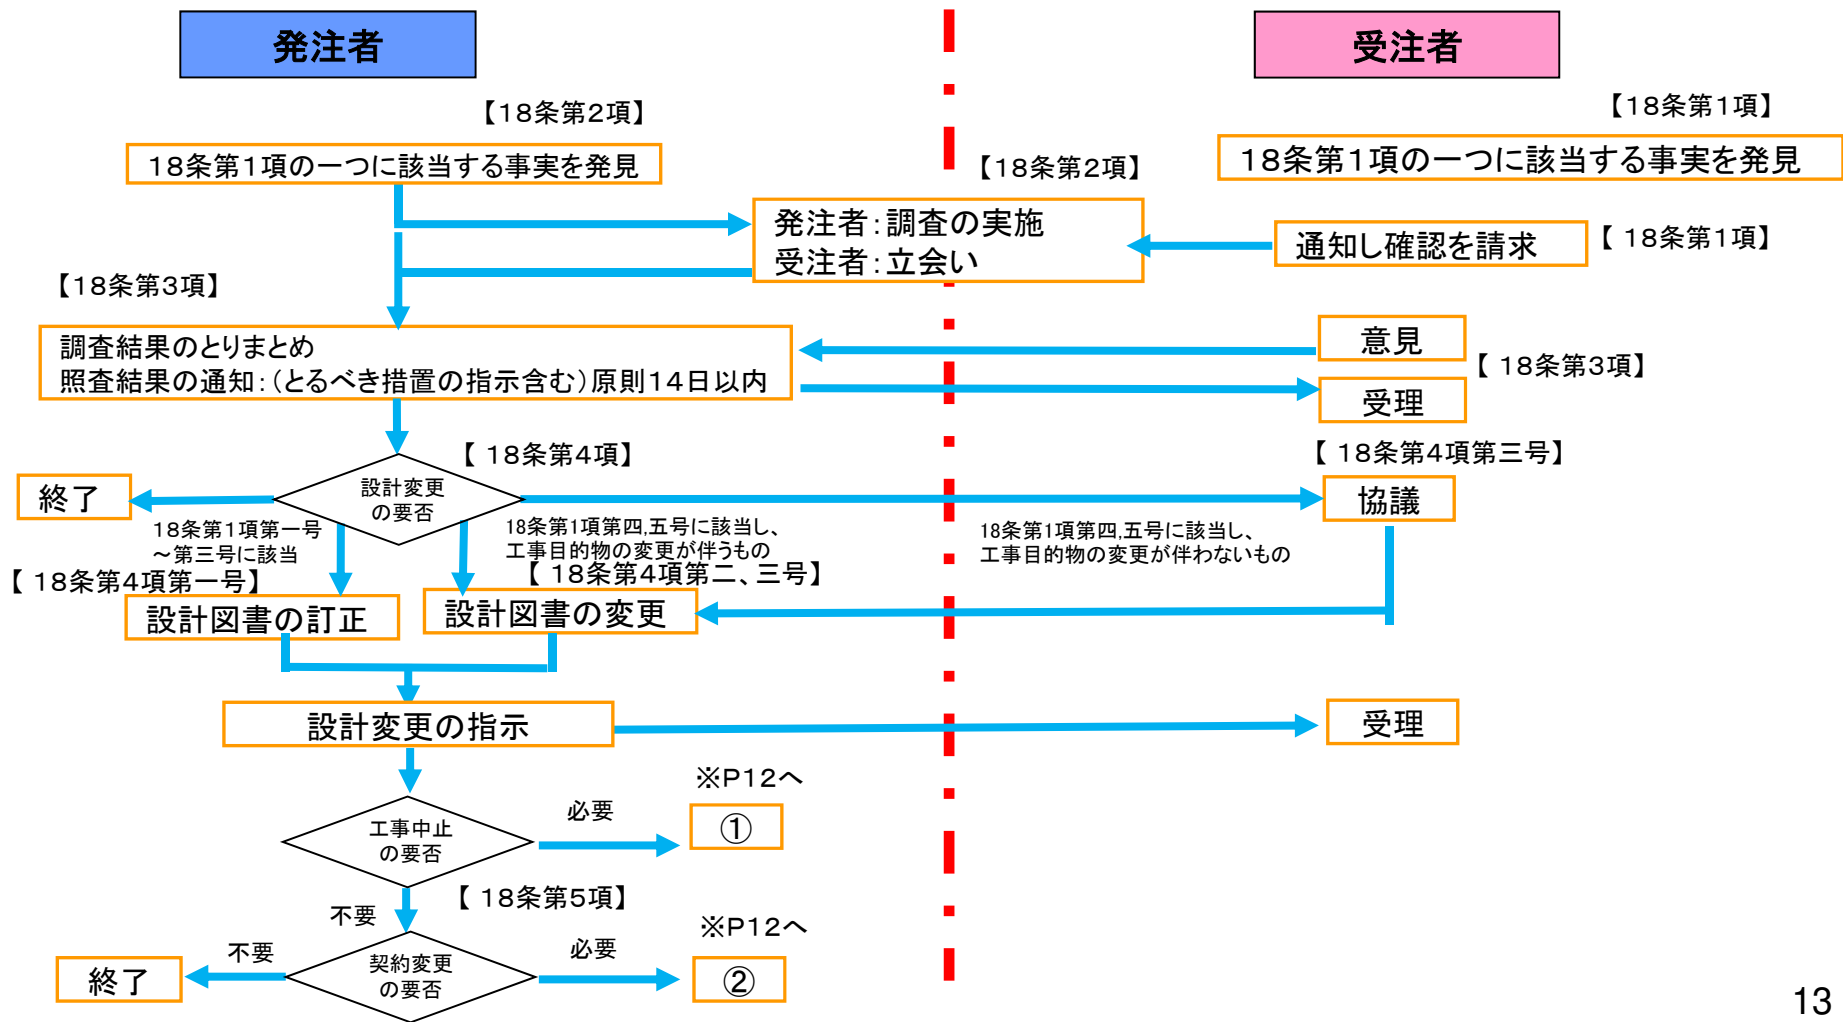 発注者
受注者
【18条第2項】
【18条第1項】
18条第1項の一つに該当する事実を発見
【18条第2項】
18条第1項の一つに該当する事実を発見
発注者：調査の実施
受注者：立会い
通知し確認を請求
【 18条第1項】
【18条第3項】
調査結果のとりまとめ
照査結果の通知：（とるべき措置の指示含む）原則14日以内
意見
【 18条第3項】
受理
【 18条第4項】
【 18条第4項第三号】
終了
設計変更
の要否
協議
18条第1項第一号
～第三号に該当
18条第1項第四,五号に該当し、
工事目的物の変更が伴うもの
18条第1項第四,五号に該当し、
工事目的物の変更が伴わないもの
【 18条第4項第一号】
【 18条第4項第二、三号】
設計図書の訂正
設計図書の変更
設計変更の指示
受理
※P12へ
工事中止
の要否
必要
①
【 18条第5項】
不要
※P12へ
不要
契約変更
の要否
必要
終了
②
13